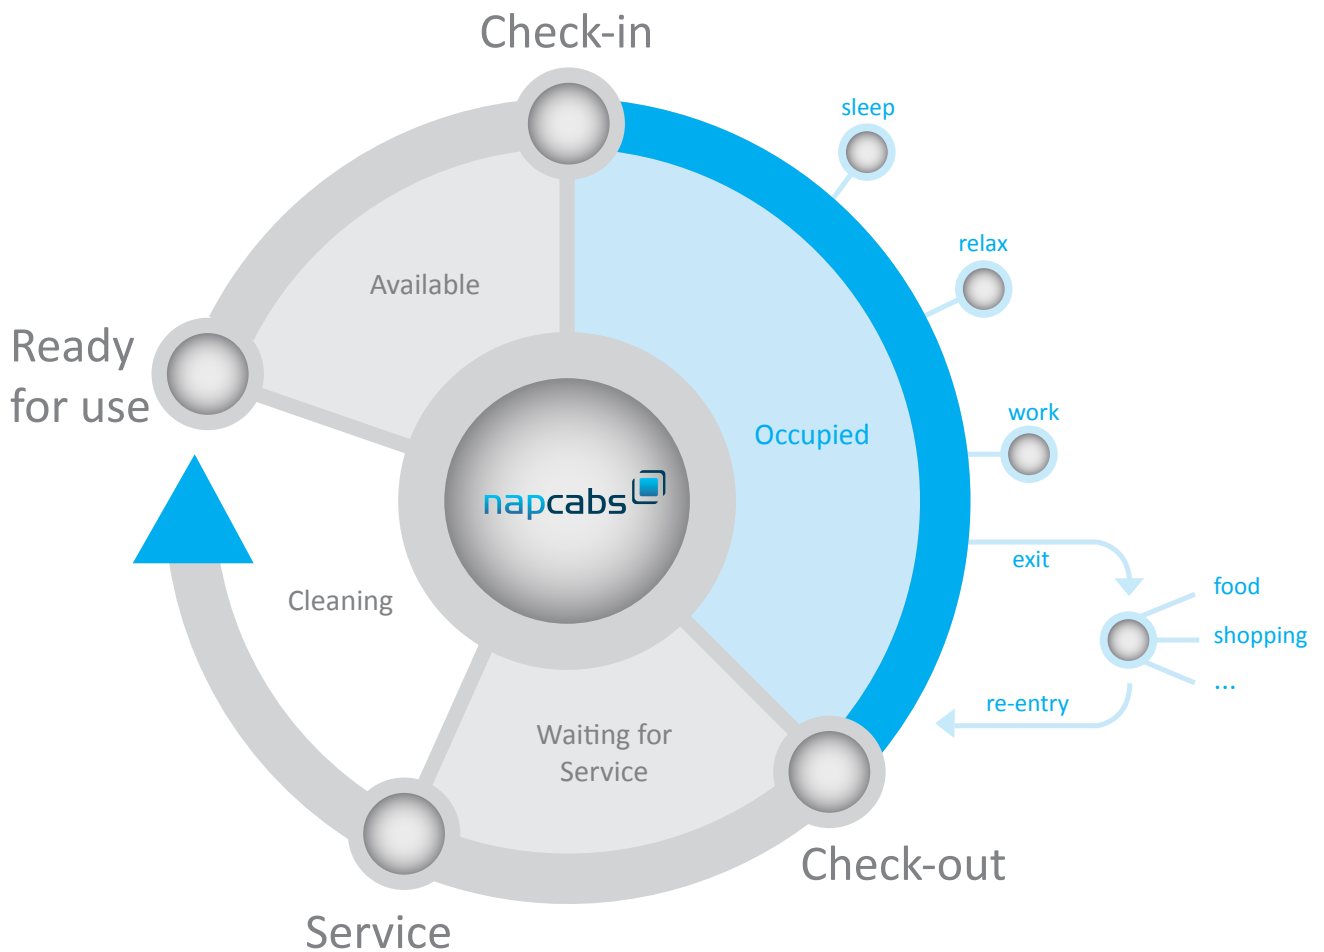 Check-in
sleep
relax
Available
Ready
for use
work
Occupied
napcabs
exit
food
Cleaning
shopping
...
re-entry
Waiting for
Service
Check-out
Service